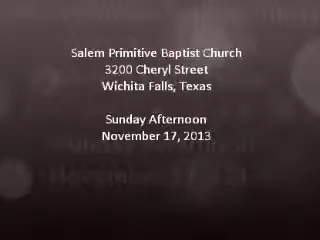 Salem Primitive Baptist Church
3200 Cheryl Street
Wichita Falls, Texas
Sunday Afternoon
November 17, 2013